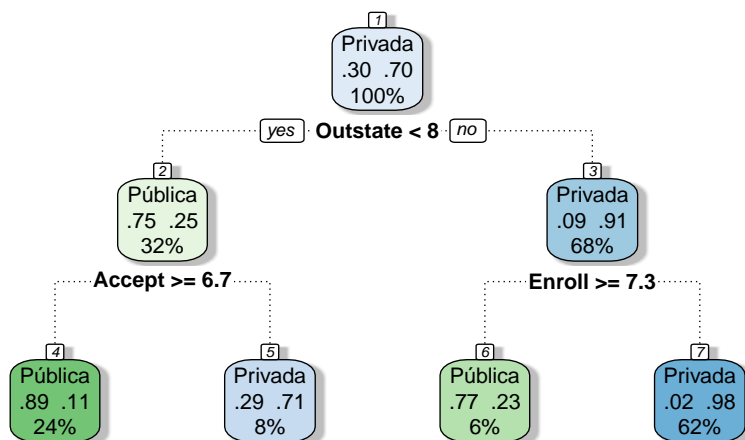 1
Privada
.30 .70
100%
yes Outstate < 8 no
2
Pública
.75 .25
32%
3
Privada
.09 .91
68%
Accept >= 6.7
Enroll >= 7.3
4
Pública
.89 .11
24%
5
Privada
.29 .71
8%
6
Pública
.77 .23
6%
7
Privada
.02 .98
62%